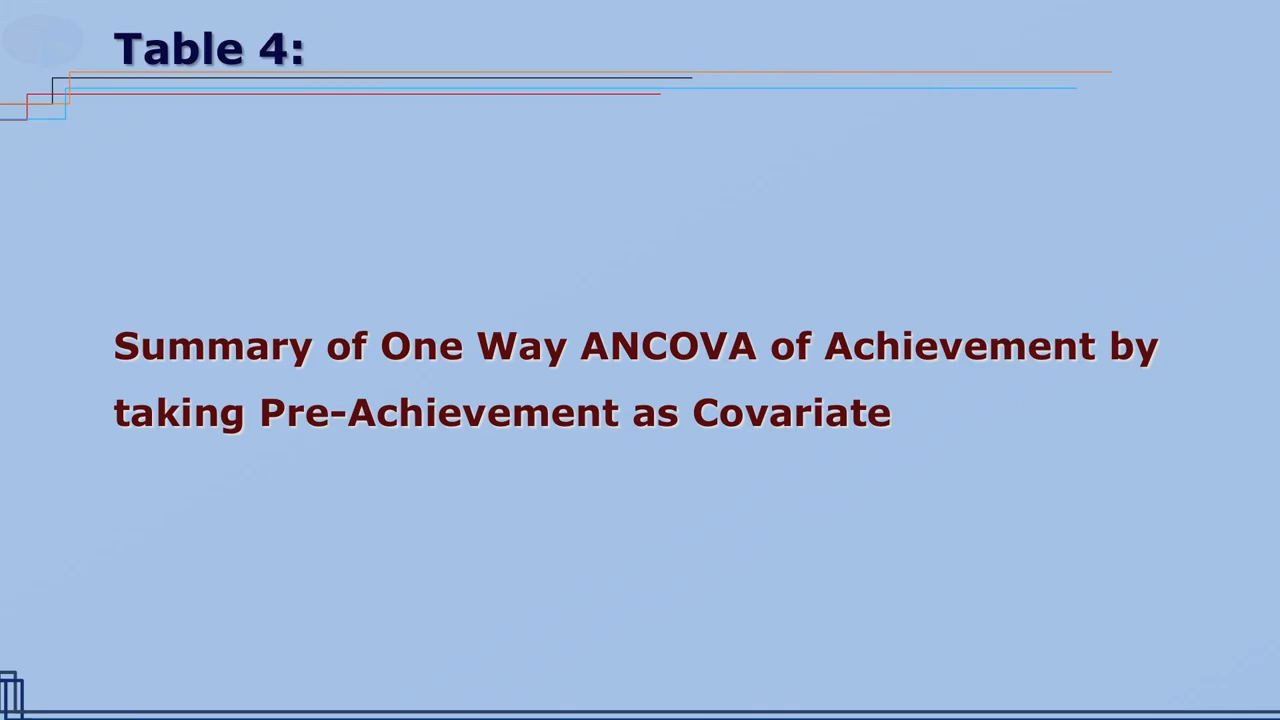 Table 4:
Summary of One Way ANCOVA of Achievement by
taking Pre-Achievement as Covariate